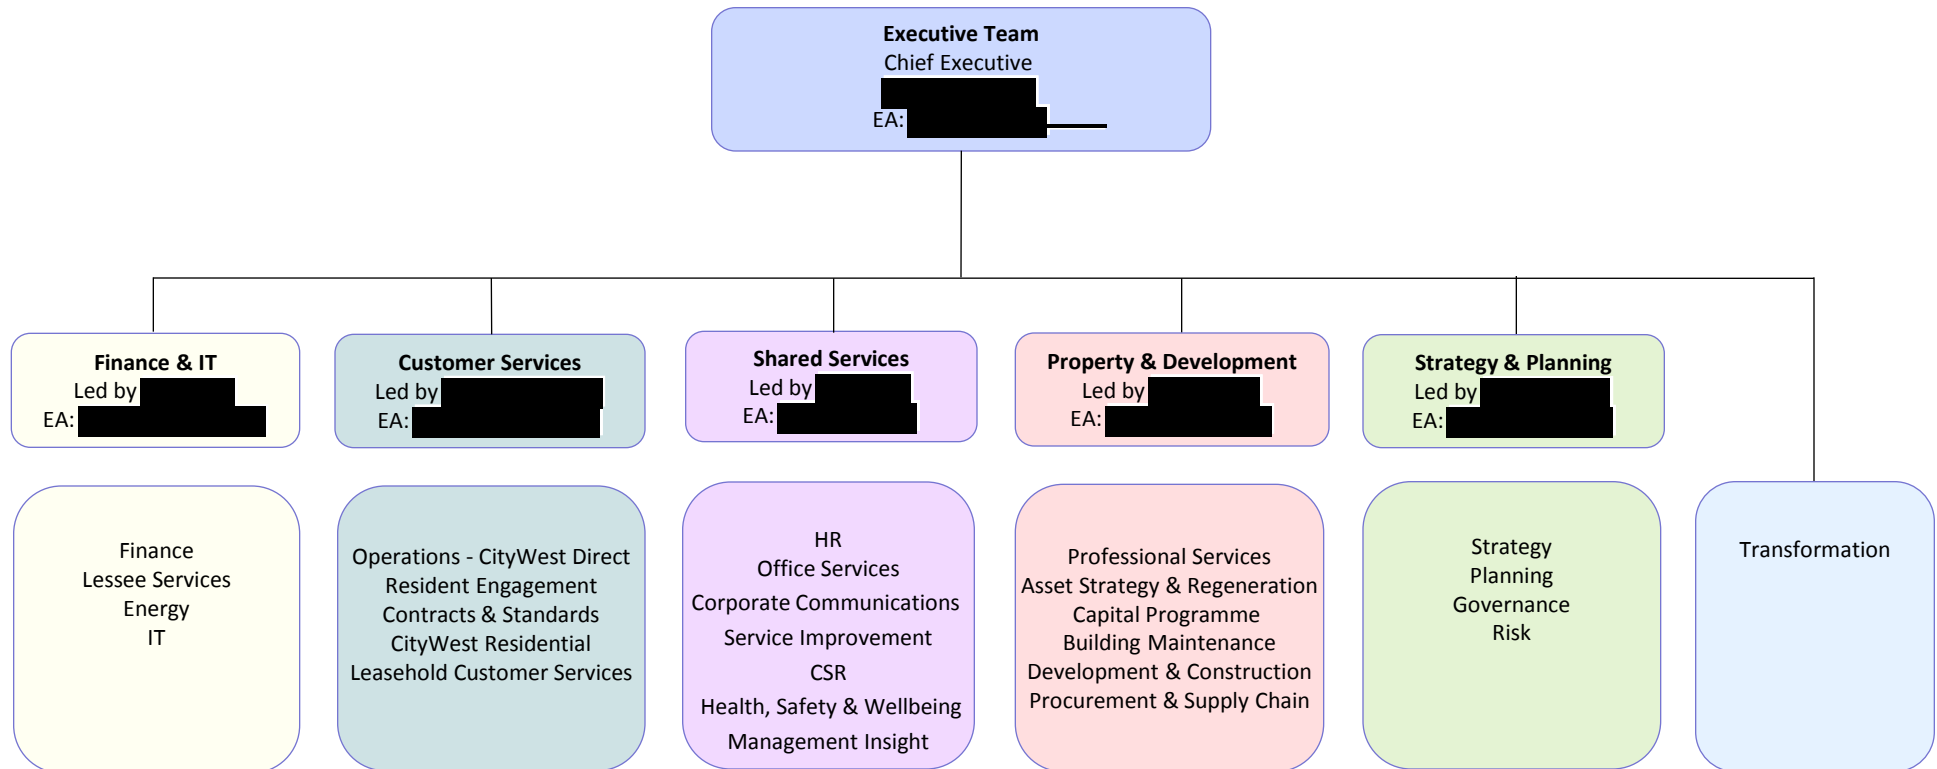 Executive Team
Chief Executive
EA:
Finance & IT
Led by
EA:
Customer Services
Led by
EA:
Shared Services
Led by
EA:
Property & Development
Led by
EA:
Strategy & Planning
Led by
EA:
Finance
Lessee Services
Energy
IT
Operations - CityWest Direct
Resident Engagement
Contracts & Standards
CityWest Residential
Leasehold Customer Services
HR
Office Services
Corporate Communications
Service Improvement
CSR
Health, Safety & Wellbeing
Management Insight
Professional Services
Asset Strategy & Regeneration
Capital Programme
Building Maintenance
Development & Construction
Procurement & Supply Chain
Strategy
Planning
Governance
Risk
Transformation